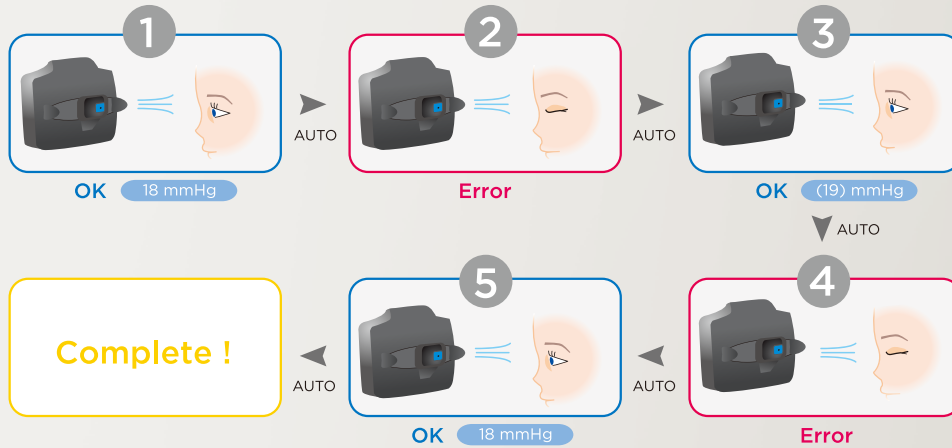 1
OK 18 mmHg
AUTO
2
Error
AUTO
3
OK (19) mmHg
AUTO
4
Error
AUTO
5
OK 18 mmHg
AUTO
Complete !